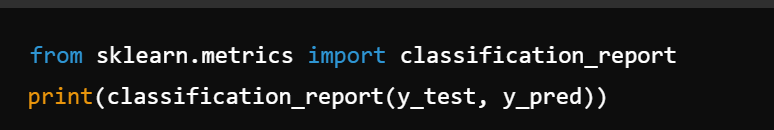 from sklearn.metrics import classification_report
print(classification_report(y_test, y_pred))